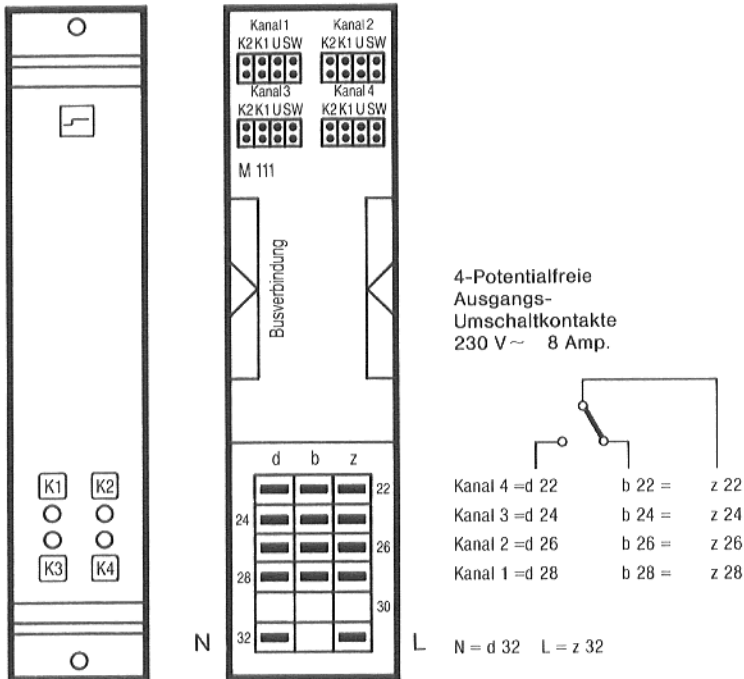 Kanal 1 Kanal 2
K2 K1 U SW K2 K1 U SW
Kanal 3 Kanal 4
K2 K1 U SW K2 K1 U SW
M 111
Busverbindung
4-Potentialfreie
Ausgangs-
Umschaltkontakte
230 V~ 8 Amp.
K1 K2
K3 K4
d b z
22
24
26
28
30
32
N
L
Kanal 4 =d 22 b 22 = z 22
Kanal 3 =d 24 b 24 = z 24
Kanal 2 =d 26 b 26 = z 26
Kanal 1 =d 28 b 28 = z 28
N = d 32 L = z 32